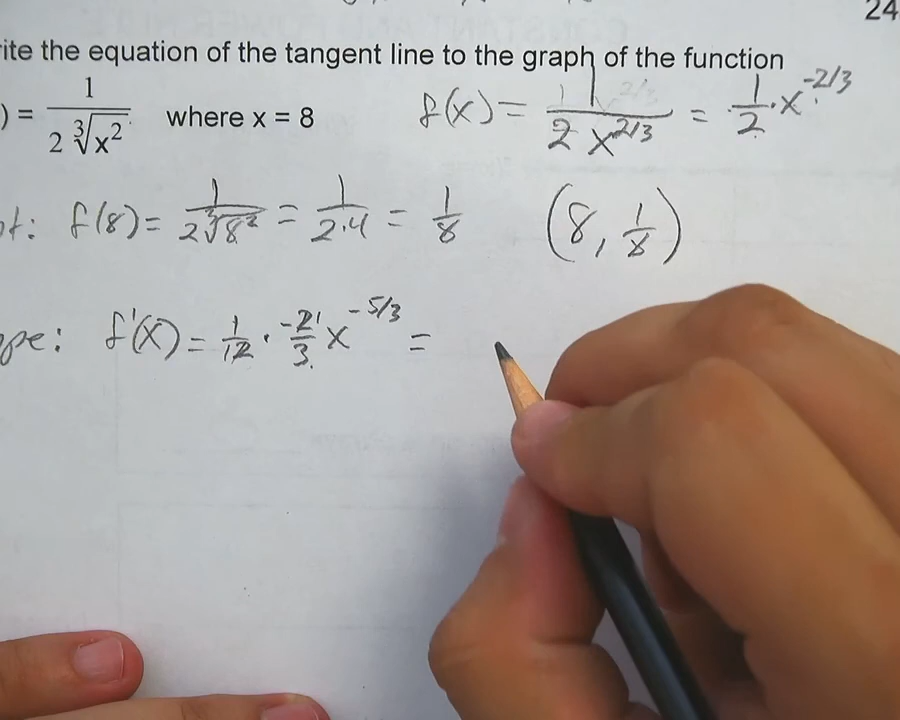 24
ite the equation of the tangent line to the graph of the function
) = 1 / (2 ∛x²) where x = 8
f(x) = 1 / (2 x^(2/3)) = 1/2 · x^(-2/3)
t: f(8) = 1 / (2∛8²) = 1 / (2·4) = 1/8 (8, 1/8)
pe: f'(x) = 1/2 · -2/3 x^(-5/3) =